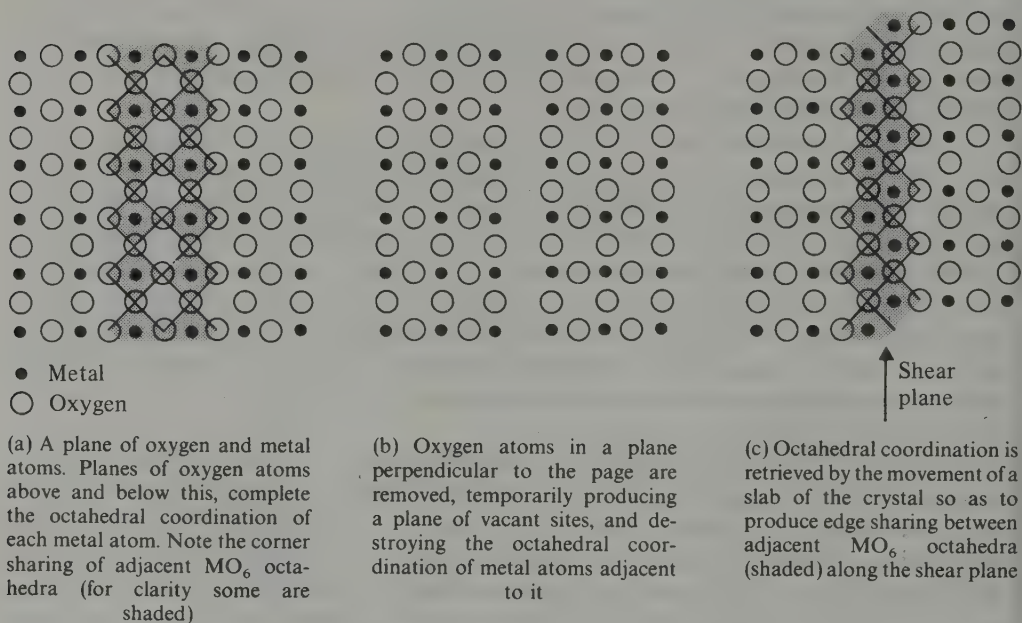 ● Metal
○ Oxygen
Shear
plane
(a) A plane of oxygen and metal
atoms. Planes of oxygen atoms
above and below this, complete
the octahedral coordination of
each metal atom. Note the corner
sharing of adjacent MO₆ octa-
hedra (for clarity some are
shaded)
(b) Oxygen atoms in a plane
perpendicular to the page are
removed, temporarily producing
a plane of vacant sites, and de-
stroying the octahedral coor-
dination of metal atoms adjacent
to it
(c) Octahedral coordination is
retrieved by the movement of a
slab of the crystal so as to
produce edge sharing between
adjacent MO₆ octahedra
(shaded) along the shear plane